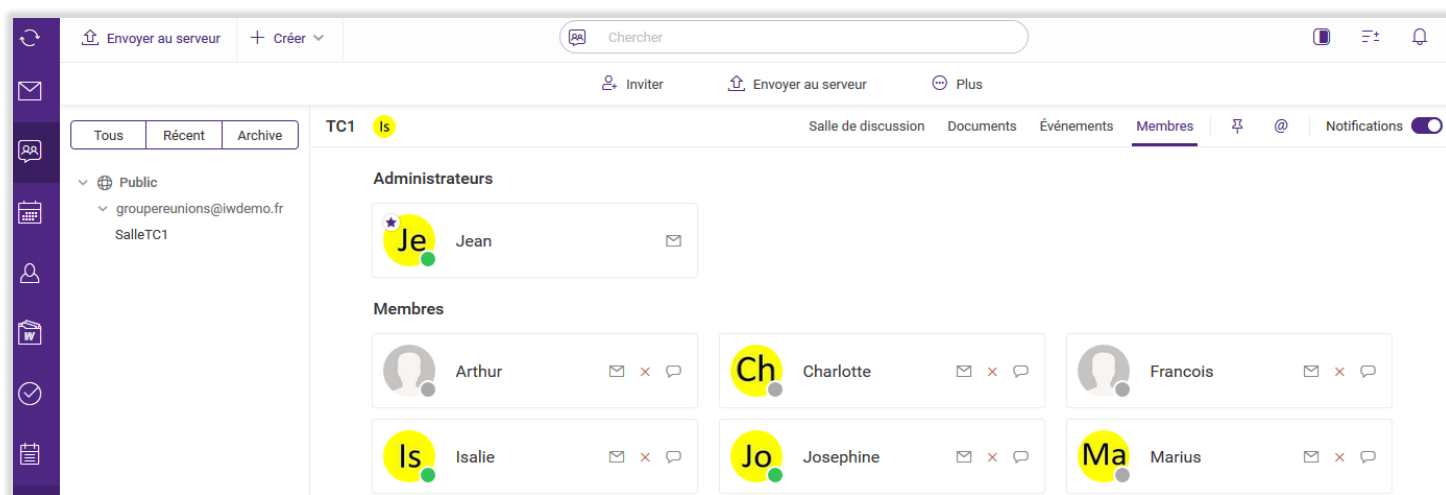 Envoyer au serveur Créer Chercher
Inviter Envoyer au serveur Plus
Tous Récent Archive TC1 Is Salle de discussion Documents Événements Membres @ Notifications
Public
groupereunions@iwdemo.fr
SalleTC1
Administrateurs
Je Jean
Membres
Arthur Ch Charlotte Francois
W
Is Isalie Jo Josephine Ma Marius